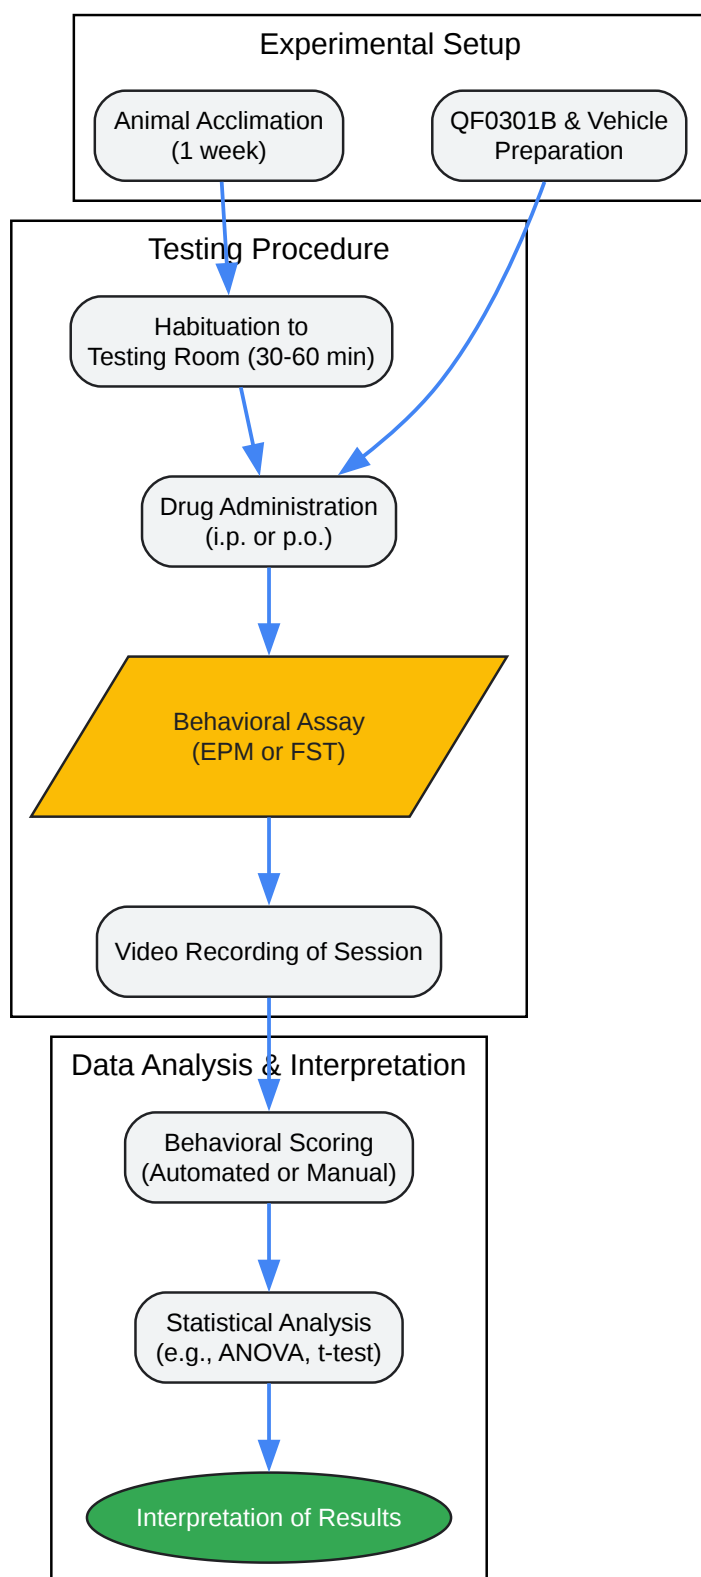 Experimental Setup
Animal Acclimation
(1 week)
QF0301B & Vehicle
Preparation
Testing Procedure
Habituation to
Testing Room (30-60 min)
Drug Administration
(i.p. or p.o.)
Behavioral Assay
(EPM or FST)
Video Recording of Session
Data Analysis & Interpretation
Behavioral Scoring
(Automated or Manual)
Statistical Analysis
(e.g., ANOVA, t-test)
Interpretation of Results